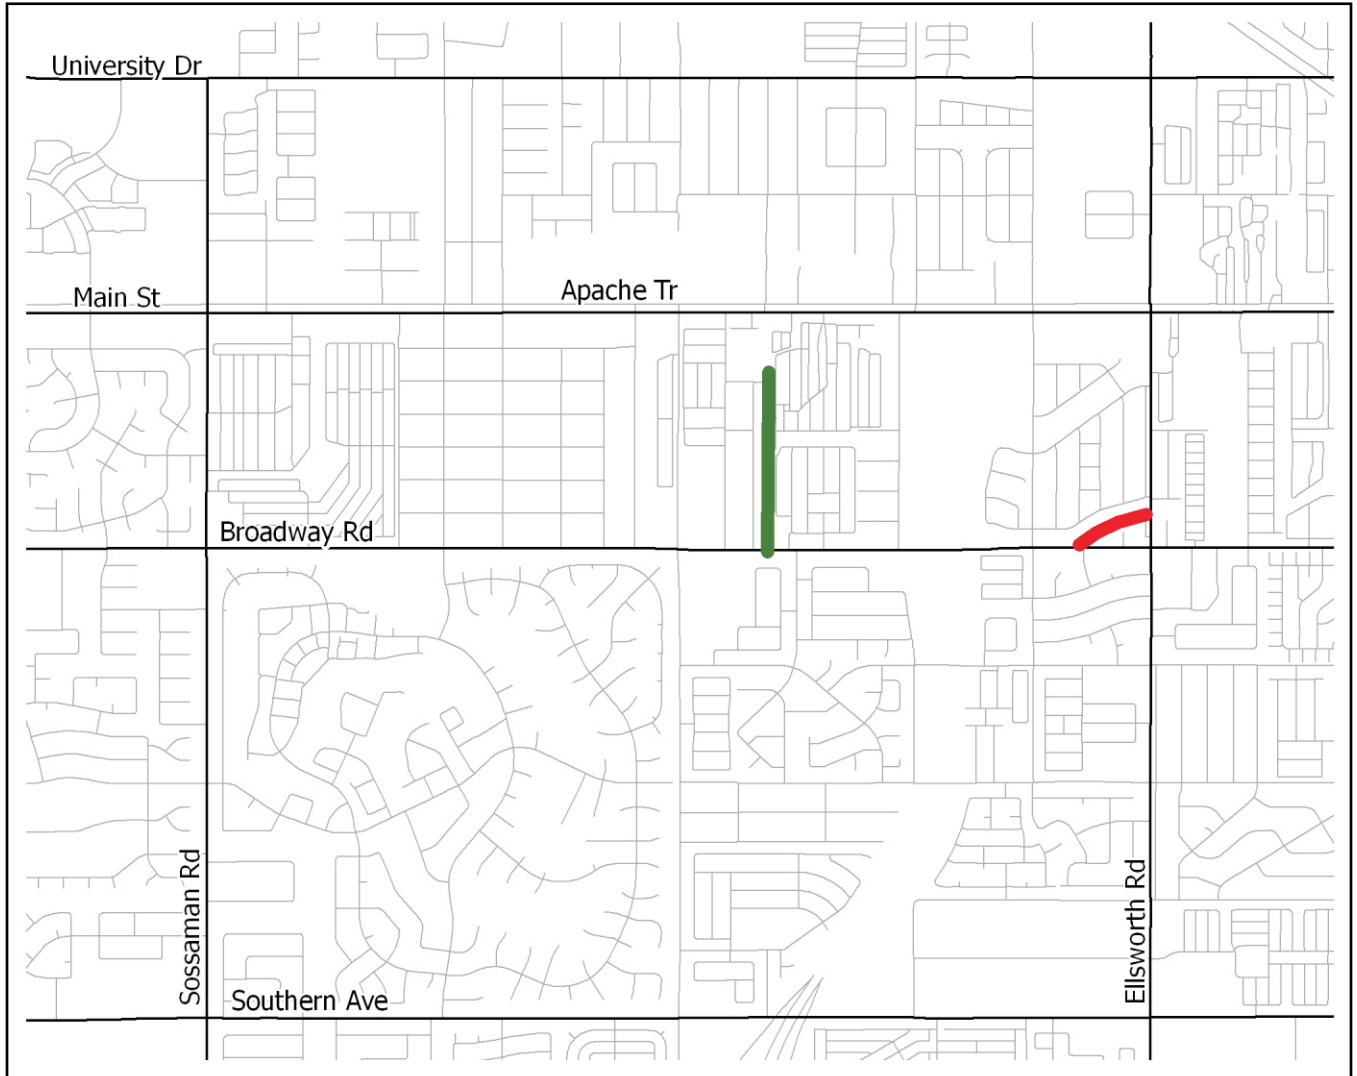 University Dr
Main St
Apache Tr
Broadway Rd
Sossaman Rd
Ellsworth Rd
Southern Ave